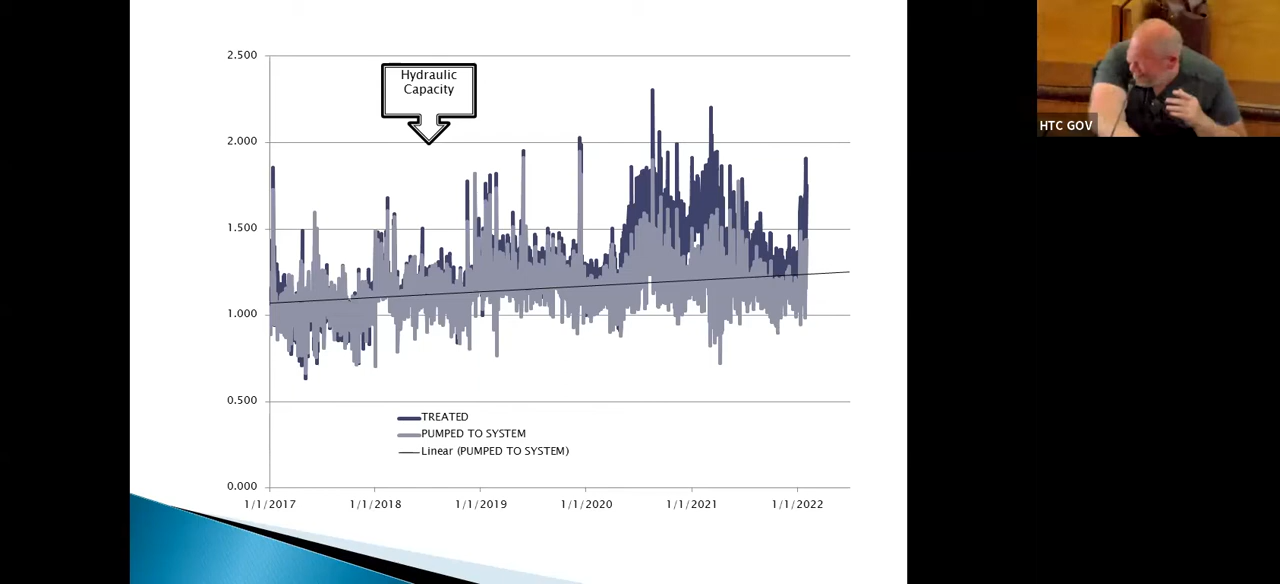 2.500
Hydraulic
Capacity
2.000
1.500
1.000
0.500
TREATED
PUMPED TO SYSTEM
Linear (PUMPED TO SYSTEM)
0.000
1/1/2017
1/1/2018
1/1/2019
1/1/2020
1/1/2021
1/1/2022
HTC GOV